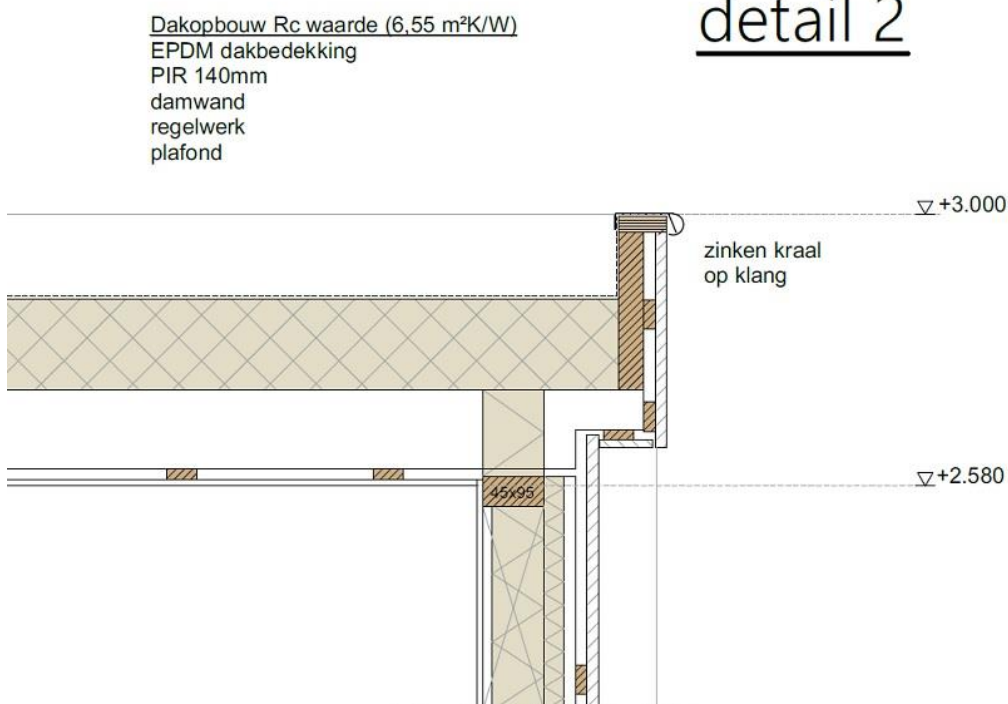 Dakopbouw Rc waarde (6,55 m²K/W)
EPDM dakbedekking
PIR 140mm
damwand
regelwerk
plafond
detail 2
+3.000
zinken kraal
op klang
+2.580
45x95